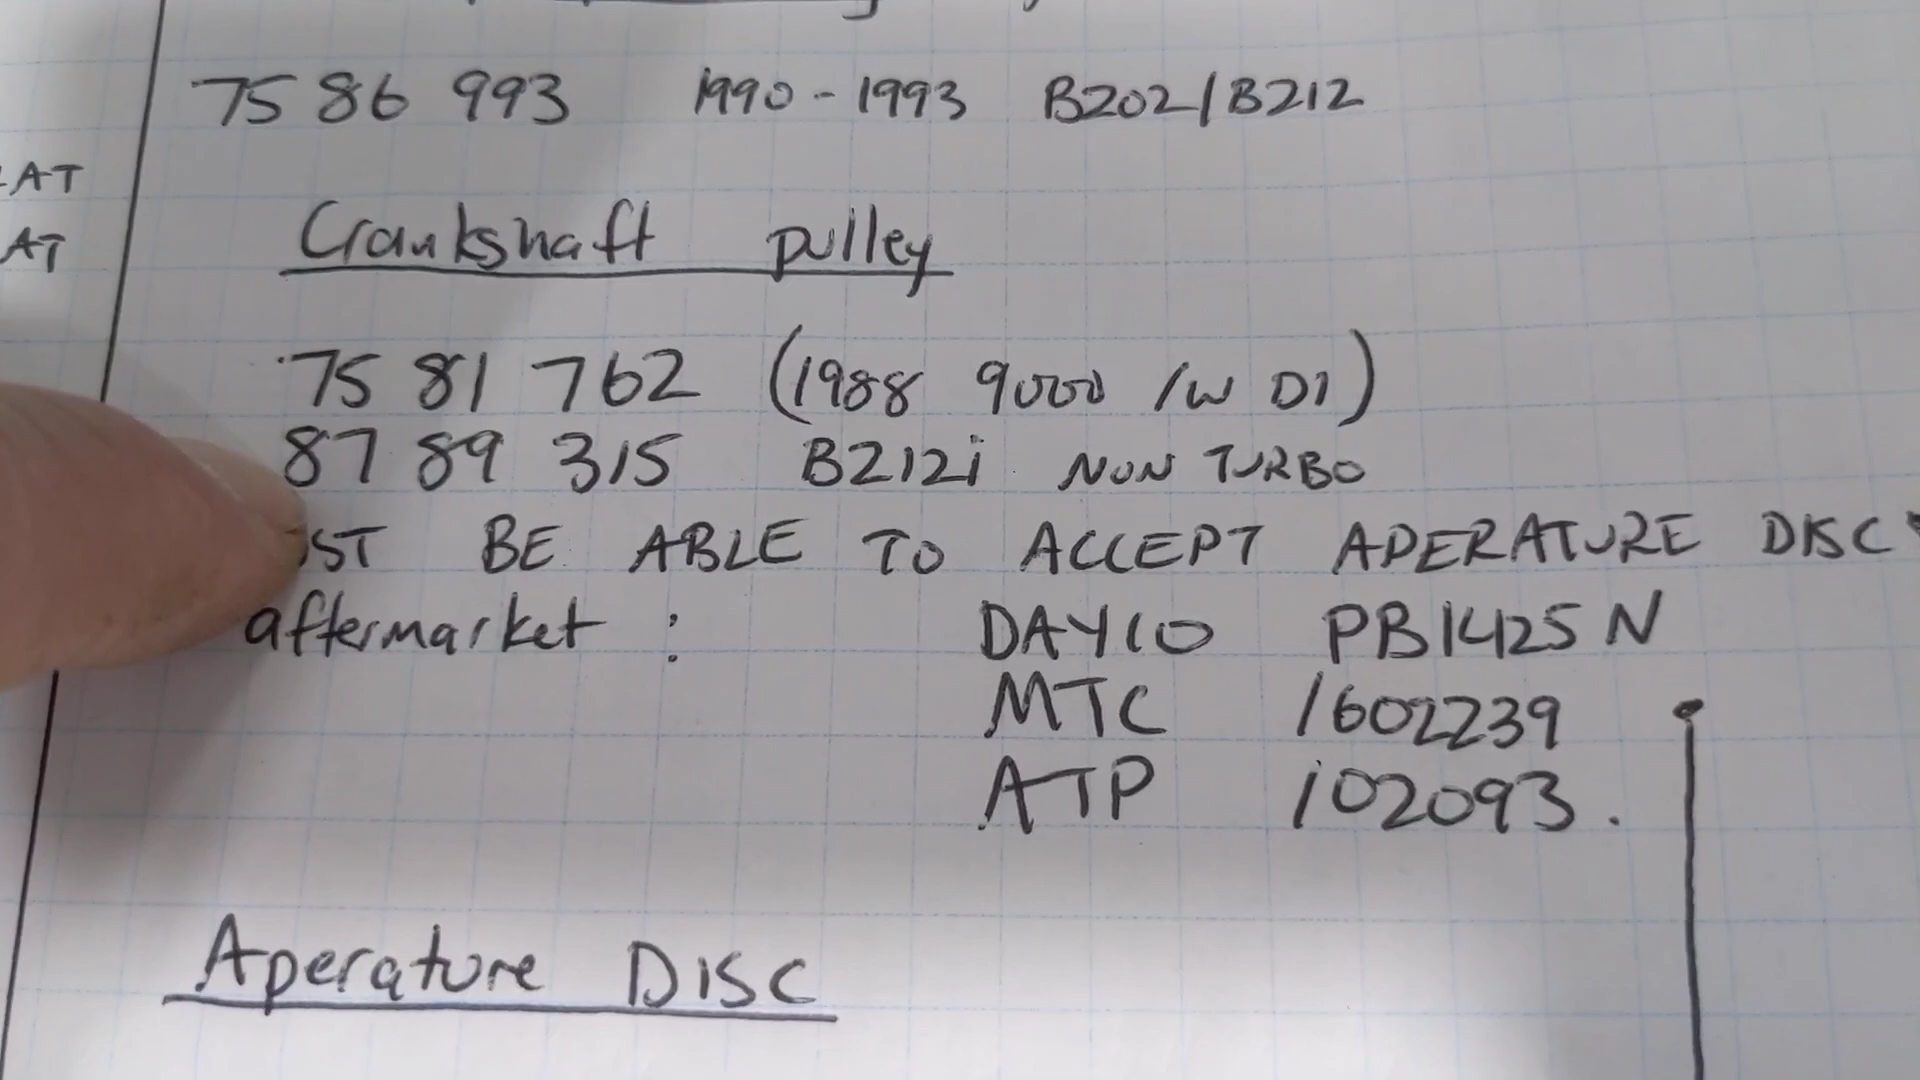 75 86 993 1990-1993 B202/B212
AT
AT
Crankshaft pulley
75 81 762 (1988 9000 /W DI)
87 89 315 B212i NON TURBO
BE ABLE TO ACCEPT APERATURE DISC
aftermarket : DAYCO PB1425N
MTC 1602239
ATP 102093.
Aperature DISC